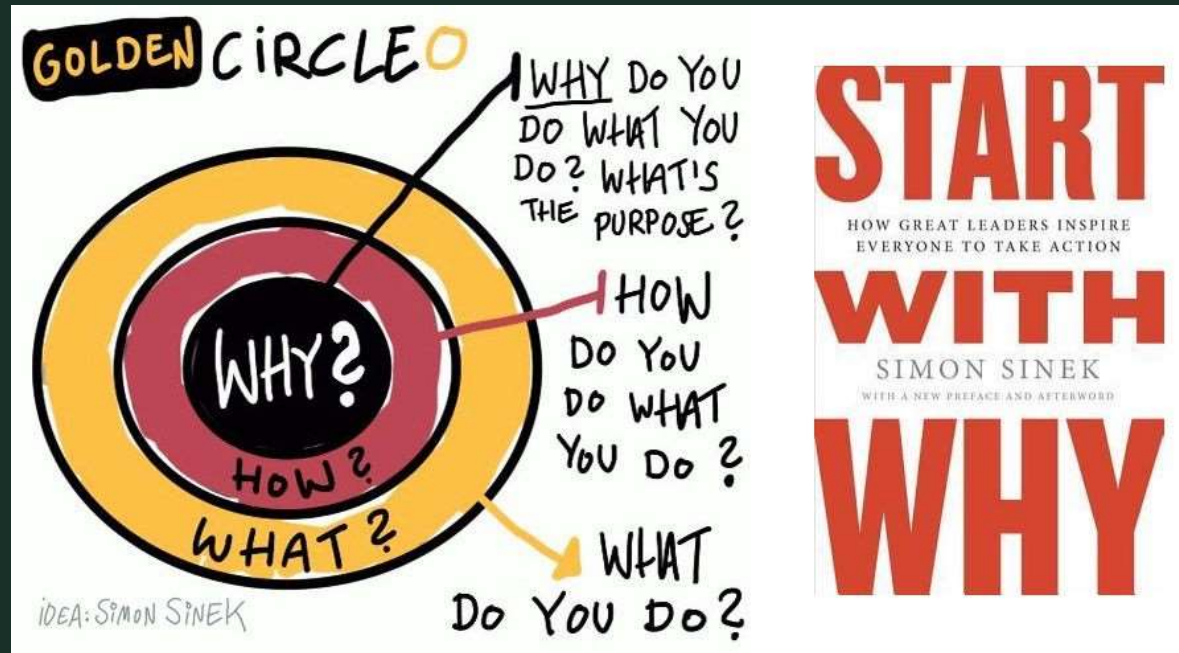 GOLDEN CIRCLE
WHY DO YOU
DO WHAT YOU
DO? WHAT'S
THE PURPOSE?
HOW
DO YOU
DO WHAT
YOU DO?
WHAT
DO YOU DO?
WHY?
HOW?
WHAT?
IDEA: SIMON SINEK
START
HOW GREAT LEADERS INSPIRE
EVERYONE TO TAKE ACTION
WITH
SIMON SINEK
WITH A NEW PREFACE AND AFTERWORD
WHY